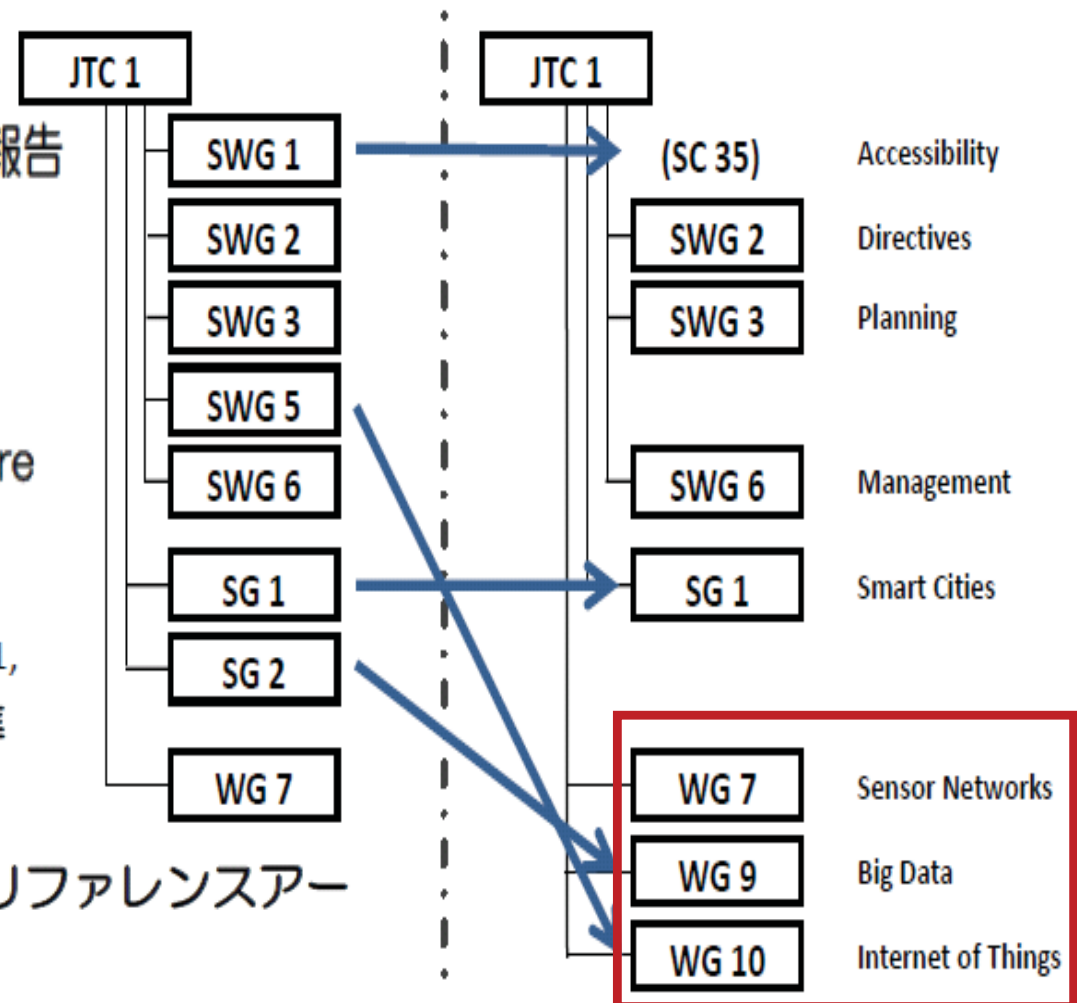 JTC 1
JTC 1
報告
SWG 1
(SC 35)
Accessibility
SWG 2
SWG 2
Directives
SWG 3
SWG 3
Planning
SWG 5
re
SWG 6
SWG 6
Management
SG 1
SG 1
Smart Cities
1,
SG 2
WG 7
WG 7
Sensor Networks
リファレンスアー
WG 9
Big Data
WG 10
Internet of Things